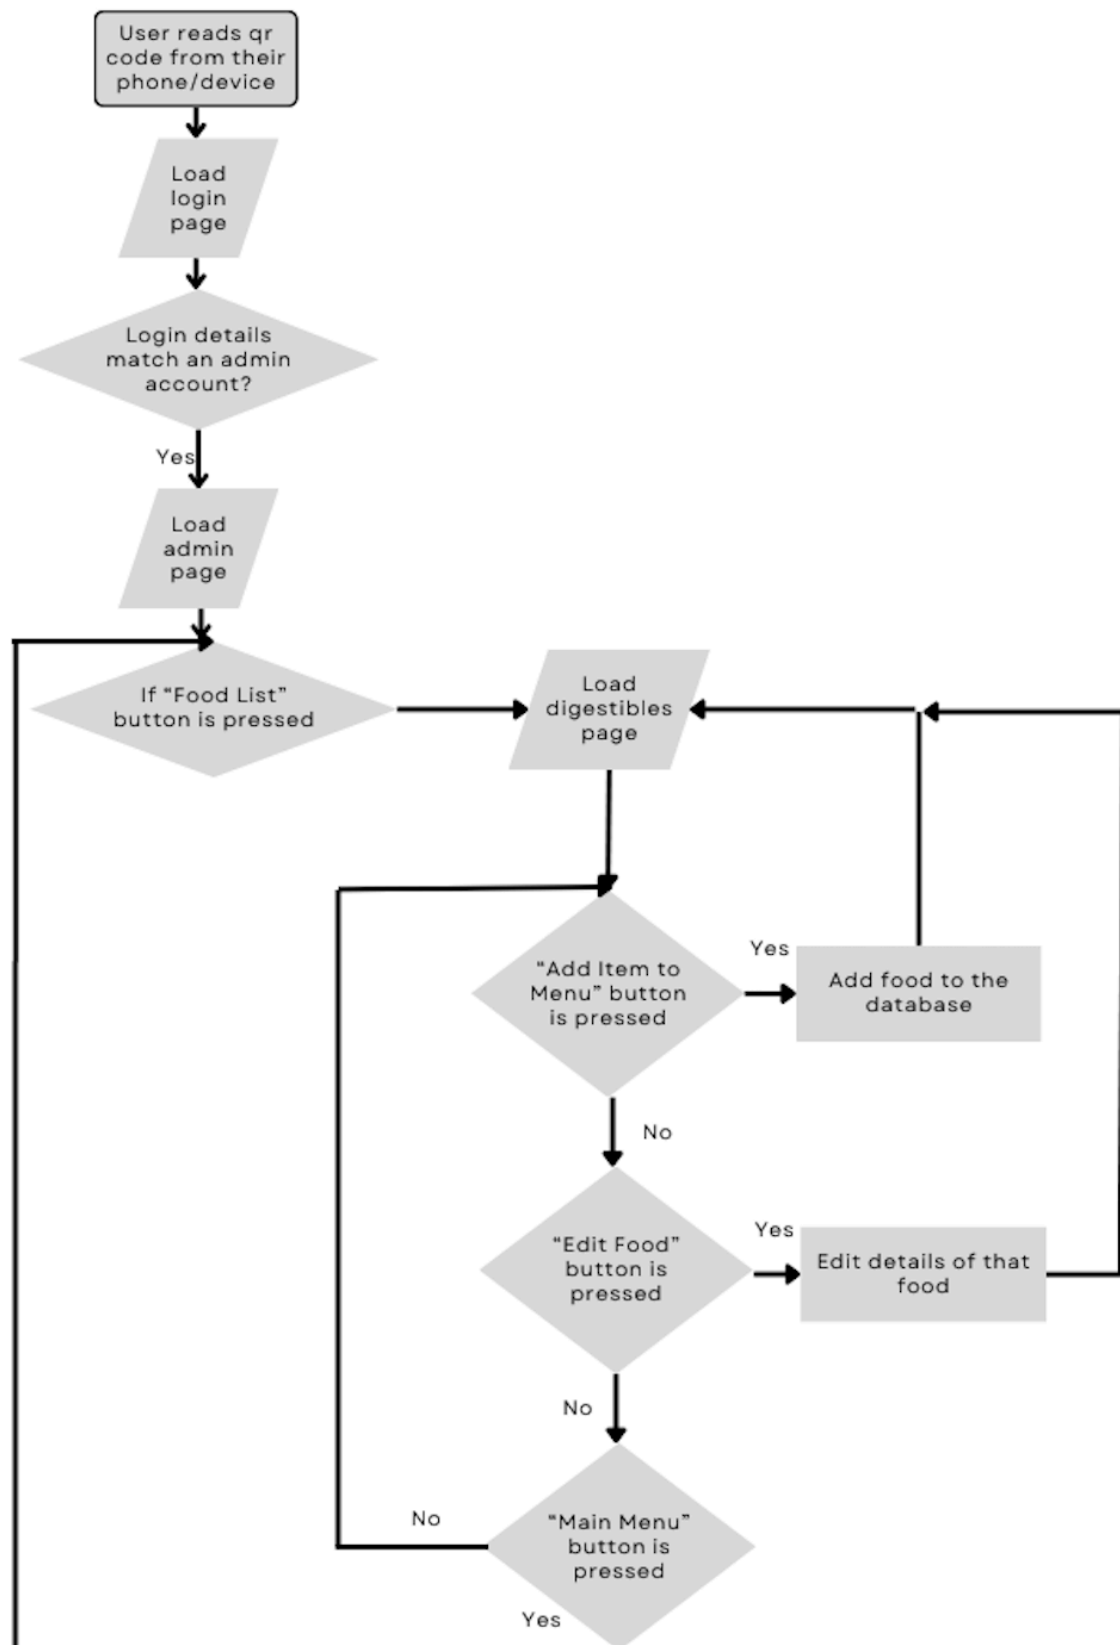 User reads qr
code from their
phone/device
Load
login
page
Login details
match an admin
account?
Yes
Load
admin
page
If “Food List”
button is pressed
Load
digestibles
page
“Add Item to
Menu” button
is pressed
Yes
Add food to the
database
No
“Edit Food”
button is
pressed
Yes
Edit details of that
food
No
“Main Menu”
button is
pressed
No
Yes